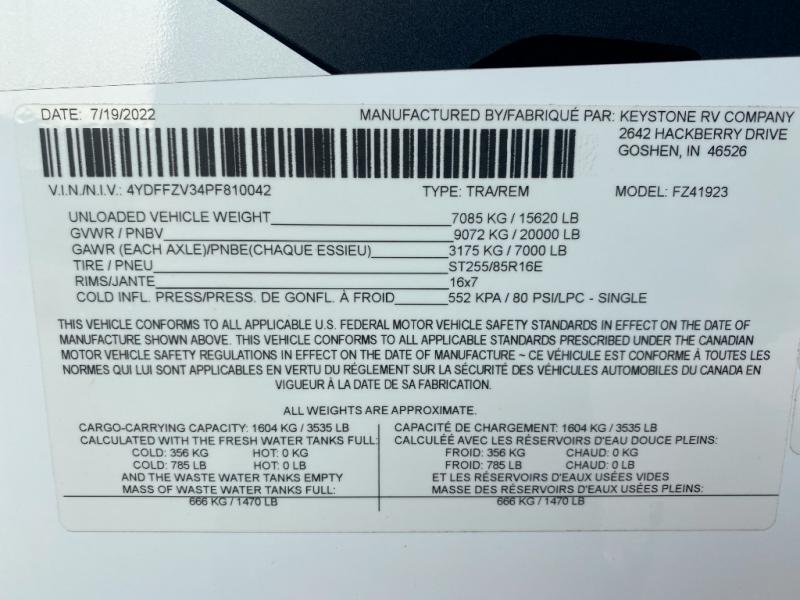 DATE: 7/19/2022 MANUFACTURED BY/FABRIQUÉ PAR: KEYSTONE RV COMPANY
2642 HACKBERRY DRIVE
GOSHEN, IN 46526
V.I.N./N.I.V.: 4YDFFZV34PF810042 TYPE: TRA/REM MODEL: FZ41923
UNLOADED VEHICLE WEIGHT 7085 KG / 15620 LB
GVWR / PNBV 9072 KG / 20000 LB
GAWR (EACH AXLE)/PNBE(CHAQUE ESSIEU) 3175 KG / 7000 LB
TIRE / PNEU ST255/85R16E
RIMS/JANTE 16x7
COLD INFL. PRESS/PRESS. DE GONFL. À FROID 552 KPA / 80 PSI/LPC - SINGLE
THIS VEHICLE CONFORMS TO ALL APPLICABLE U.S. FEDERAL MOTOR VEHICLE SAFETY STANDARDS IN EFFECT ON THE DATE OF
MANUFACTURE SHOWN ABOVE. THIS VEHICLE CONFORMS TO ALL APPLICABLE STANDARDS PRESCRIBED UNDER THE CANADIAN
MOTOR VEHICLE SAFETY REGULATIONS IN EFFECT ON THE DATE OF MANUFACTURE ~ CE VÉHICULE EST CONFORME À TOUTES LES
NORMES QUI LUI SONT APPLICABLES EN VERTU DU RÉGLEMENT SUR LA SÉCURITÉ DES VÉHICULES AUTOMOBILES DU CANADA EN
VIGUEUR À LA DATE DE SA FABRICATION.
ALL WEIGHTS ARE APPROXIMATE.
CARGO-CARRYING CAPACITY: 1604 KG / 3535 LB
CALCULATED WITH THE FRESH WATER TANKS FULL:
COLD: 356 KG HOT: 0 KG
COLD: 785 LB HOT: 0 LB
AND THE WASTE WATER TANKS EMPTY
MASS OF WASTE WATER TANKS FULL:
666 KG / 1470 LB
CAPACITÉ DE CHARGEMENT: 1604 KG / 3535 LB
CALCULÉE AVEC LES RÉSERVOIRS D'EAU DOUCE PLEINS:
FROID: 356 KG CHAUD: 0 KG
FROID: 785 LB CHAUD: 0 LB
ET LES RÉSERVOIRS D'EAUX USÉES VIDES
MASSE DES RÉSERVOIRS D'EAUX USÉES PLEINS:
666 KG / 1470 LB